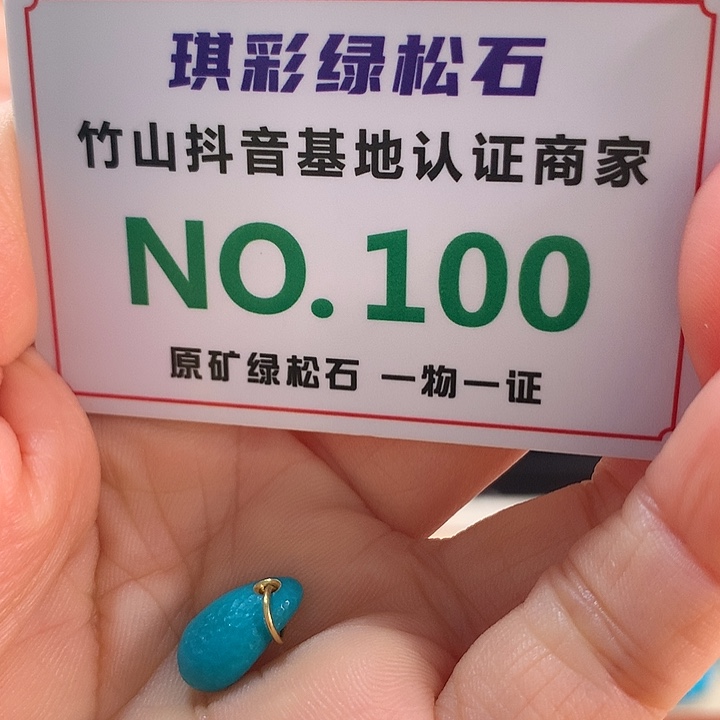 琪彩绿松石
竹山抖音基地认证商家
NO.100
原矿绿松石 一物一证